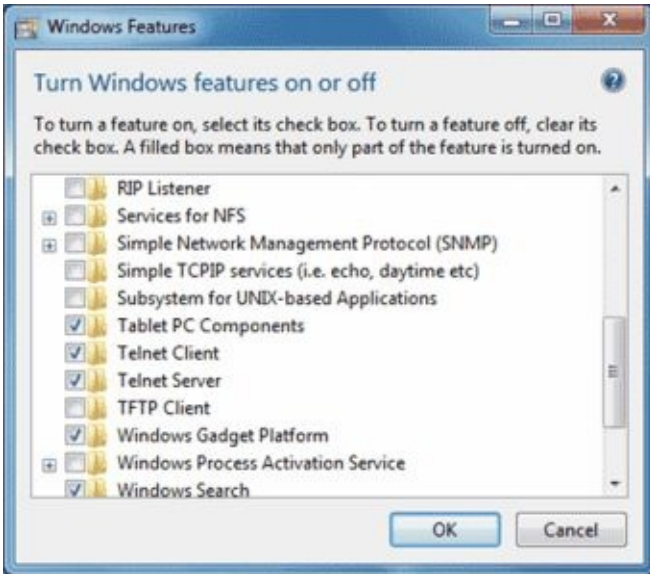 Windows Features
Turn Windows features on or off
To turn a feature on, select its check box. To turn a feature off, clear its
check box. A filled box means that only part of the feature is turned on.
RIP Listener
Services for NFS
Simple Network Management Protocol (SNMP)
Simple TCPIP services (i.e. echo, daytime etc)
Subsystem for UNIX-based Applications
Tablet PC Components
Telnet Client
Telnet Server
TFTP Client
Windows Gadget Platform
Windows Process Activation Service
Windows Search
OK Cancel